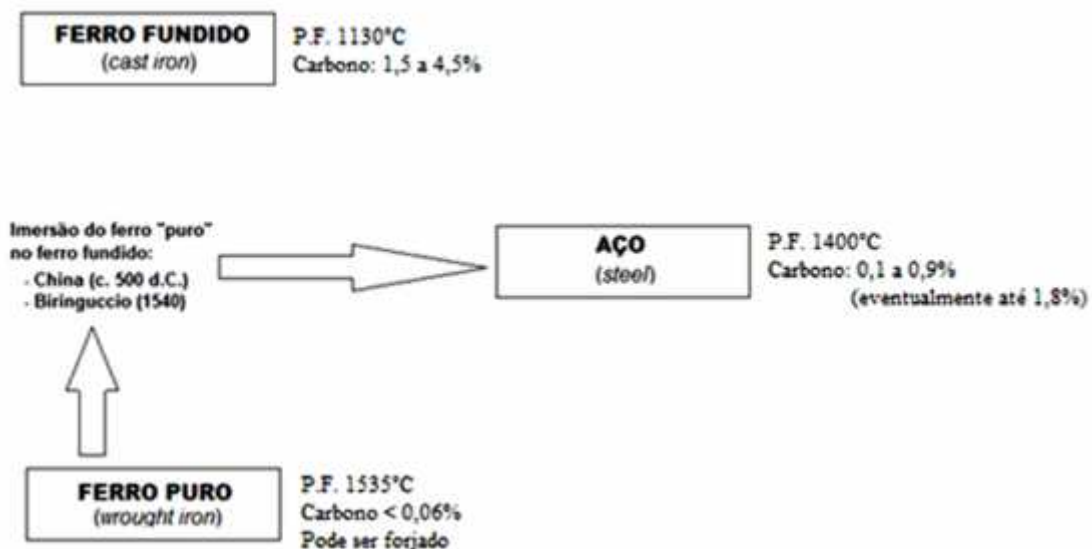 FERRO FUNDIDO
(cast iron)
P.F. 1130°C
Carbono: 1,5 a 4,5%
Imersão do ferro "puro"
no ferro fundido:
- China (c. 500 d.C.)
- Biringuccio (1540)
AÇO
(steel)
P.F. 1400°C
Carbono: 0,1 a 0,9%
(eventualmente até 1,8%)
FERRO PURO
(wrought iron)
P.F. 1535°C
Carbono < 0,06%
Pode ser forjado